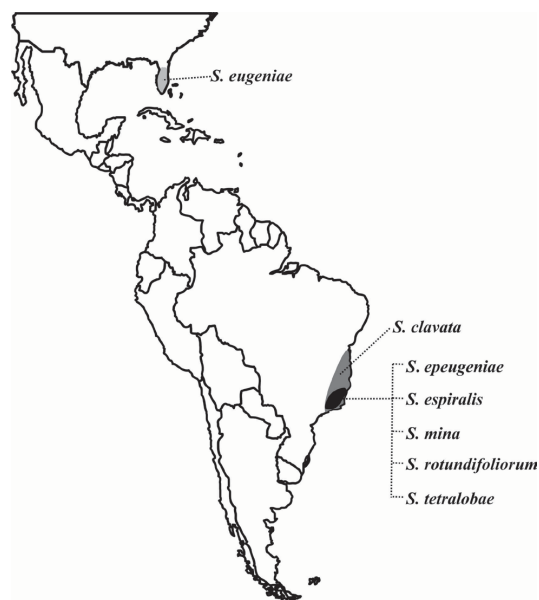 S. eugeniae
S. clavata
S. epeugeniae
S. espiralis
S. mina
S. rotundifoliorum
S. tetralobae